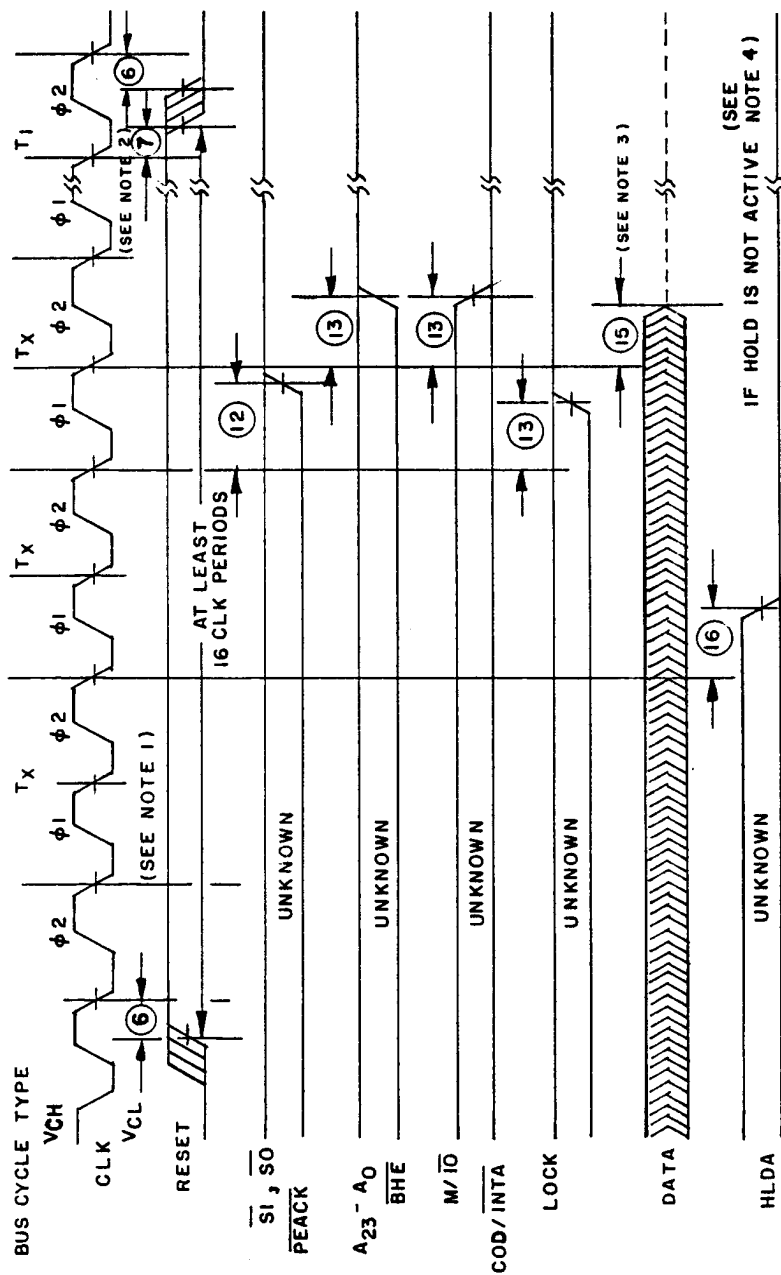 BUS CYCLE TYPE
TX
TX
TX
T1
VCH
φ2
φ1
φ2
φ1
φ2
φ1
φ2
φ1
φ2
CLK
VCL
6
(SEE NOTE 1)
(SEE NOTE 2)
7
6
RESET
AT LEAST
16 CLK PERIODS
S1, S0
PEACK
UNKNOWN
12
A23-A0
BHE
UNKNOWN
13
M/IO
COD/INTA
UNKNOWN
13
LOCK
UNKNOWN
13
DATA
15
(SEE NOTE 3)
HLDA
16
IF HOLD IS NOT ACTIVE (SEE NOTE 4)